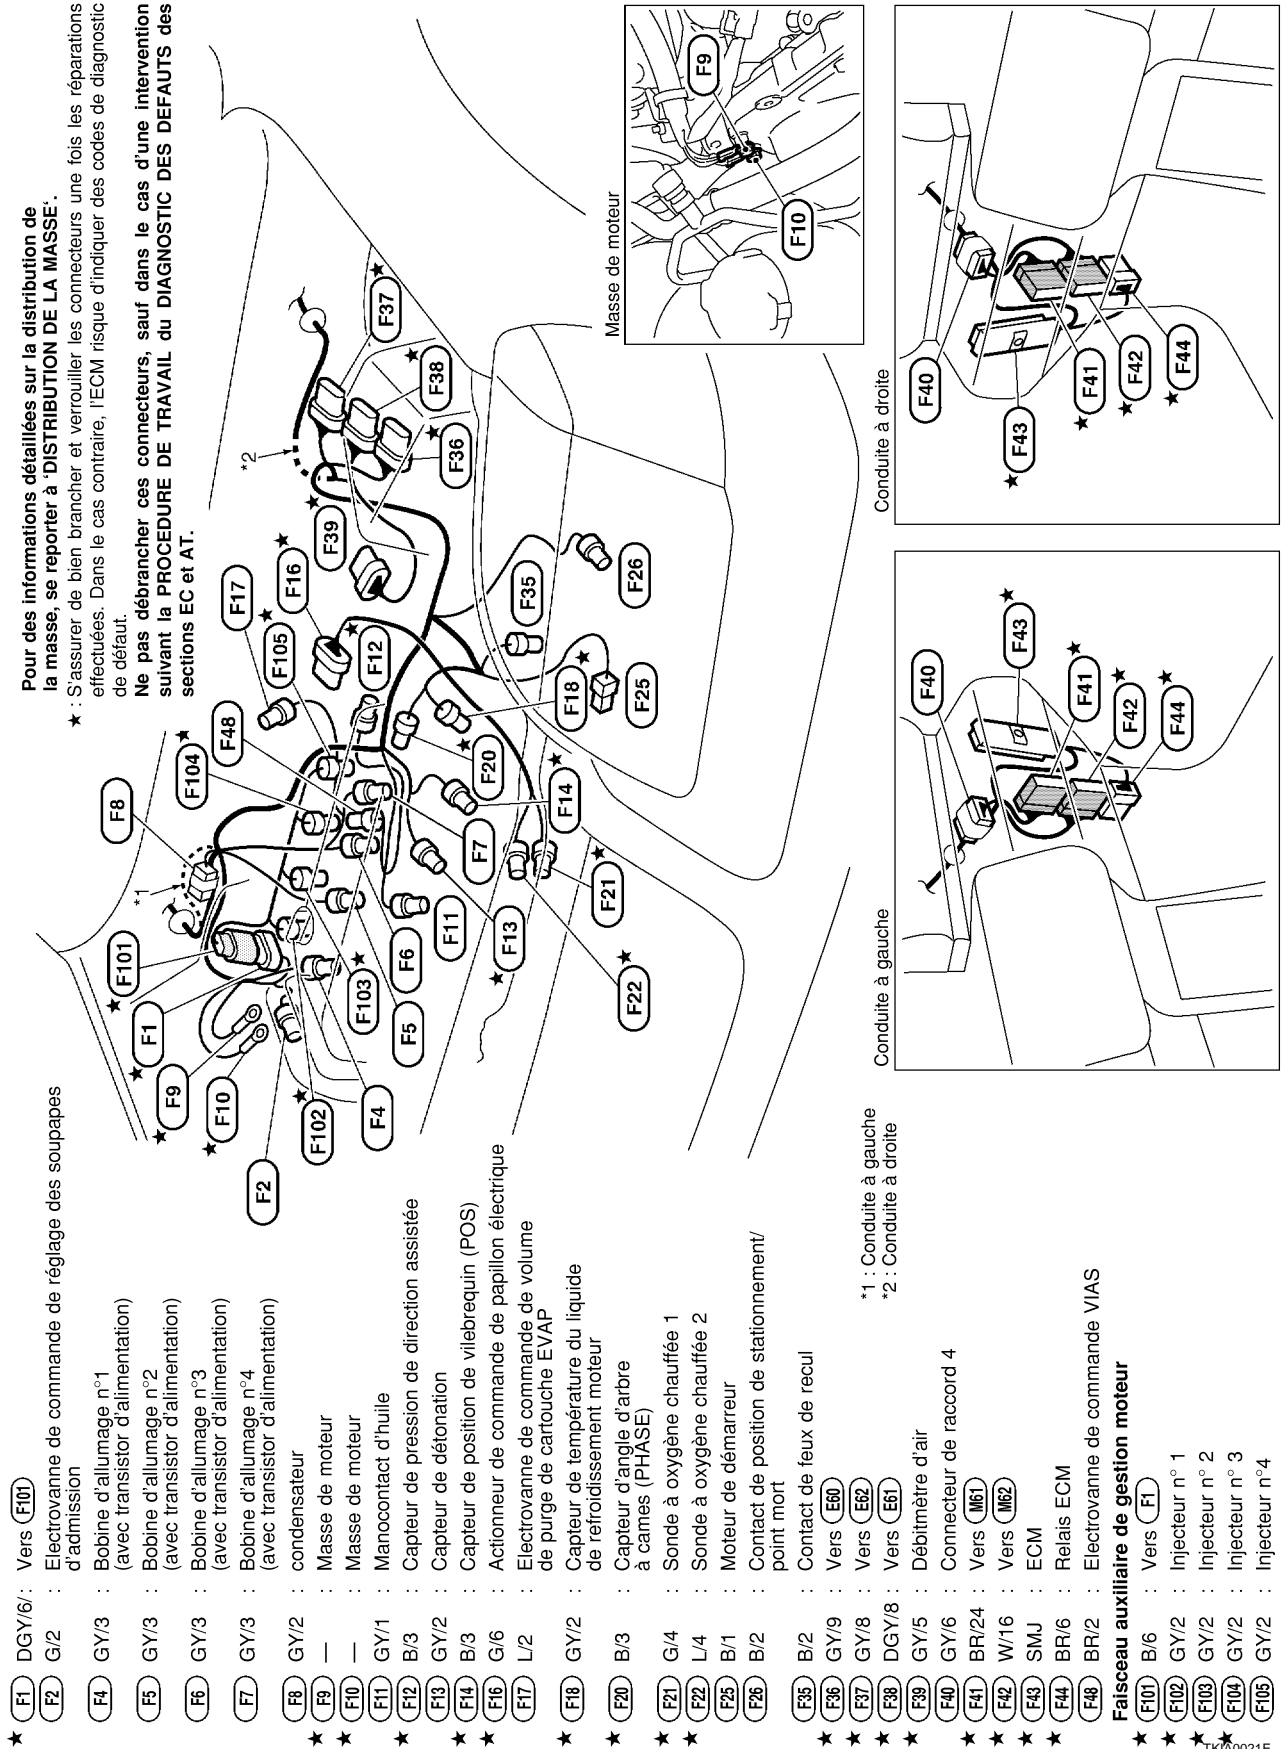 Pour des informations détaillées sur la distribution de
la masse, se reporter à 'DISTRIBUTION DE LA MASSE'.
★ : S'assurer de bien brancher et verrouiller les connecteurs une fois les réparations
effectuées. Dans le cas contraire, l'ECM risque d'indiquer des codes de diagnostic
de défaut.
Ne pas débrancher ces connecteurs, sauf dans le cas d'une intervention
suivant la PROCEDURE DE TRAVAIL du DIAGNOSTIC DES DEFAUTS des
sections EC et AT.
★ F1 DGY/6/ : Vers F101
F2 G/2 : Electrovanne de commande de réglage des soupapes
d'admission
F4 GY/3 : Bobine d'allumage n°1
(avec transistor d'alimentation)
F5 GY/3 : Bobine d'allumage n°2
(avec transistor d'alimentation)
F6 GY/3 : Bobine d'allumage n°3
(avec transistor d'alimentation)
F7 GY/3 : Bobine d'allumage n°4
(avec transistor d'alimentation)
F8 GY/2 : condensateur
★ F9 — : Masse de moteur
★ F10 — : Masse de moteur
F11 GY/1 : Manocontact d'huile
★ F12 B/3 : Capteur de pression de direction assistée
F13 GY/2 : Capteur de détonation
★ F14 B/3 : Capteur de position de vilebrequin (POS)
★ F16 G/6 : Actionneur de commande de papillon électrique
F17 L/2 : Electrovanne de commande de volume
de purge de cartouche EVAP
★ F18 GY/2 : Capteur de température du liquide
de refroidissement moteur
★ F20 B/3 : Capteur d'angle d'arbre
à cames (PHASE)
★ F21 G/4 : Sonde à oxygène chauffée 1
★ F22 L/4 : Sonde à oxygène chauffée 2
F25 B/1 : Moteur de démarreur
F26 B/2 : Contact de position de stationnement/
point mort
F35 B/2 : Contact de feux de recul
★ F36 GY/9 : Vers E60
★ F37 GY/8 : Vers E62
★ F38 DGY/8 : Vers E61
★ F39 GY/5 : Débitmètre d'air
F40 GY/6 : Connecteur de raccord 4
★ F41 BR/24 : Vers M61
★ F42 W/16 : Vers M62
★ F43 SMJ : ECM
★ F44 BR/6 : Relais ECM
F48 BR/2 : Electrovanne de commande VIAS
Faisceau auxiliaire de gestion moteur
★ F101 B/6 : Vers F1
★ F102 GY/2 : Injecteur n° 1
★ F103 GY/2 : Injecteur n° 2
★ F104 GY/2 : Injecteur n° 3
F105 GY/2 : Injecteur n°4
*1 : Conduite à gauche
*2 : Conduite à droite
F2
★ F102
F4
★ F10
★ F9
★ F1
★ F101
*1
F8
★ F104
F48
★ F105
F17
★ F16
★ F39
*2
★ F37
★ F38
★ F36
★ F12
★ F103
F5
F6
F11
★ F13
F7
★ F20
★ F14
★ F18
F35
F25
F26
★ F21
★ F22
Masse de moteur
F9
F10
Conduite à gauche
F40
F43 ★
F41 ★
F42 ★
F44 ★
Conduite à droite
F40
★ F43
★ F41
★ F42
★ F44
TKIA0021E